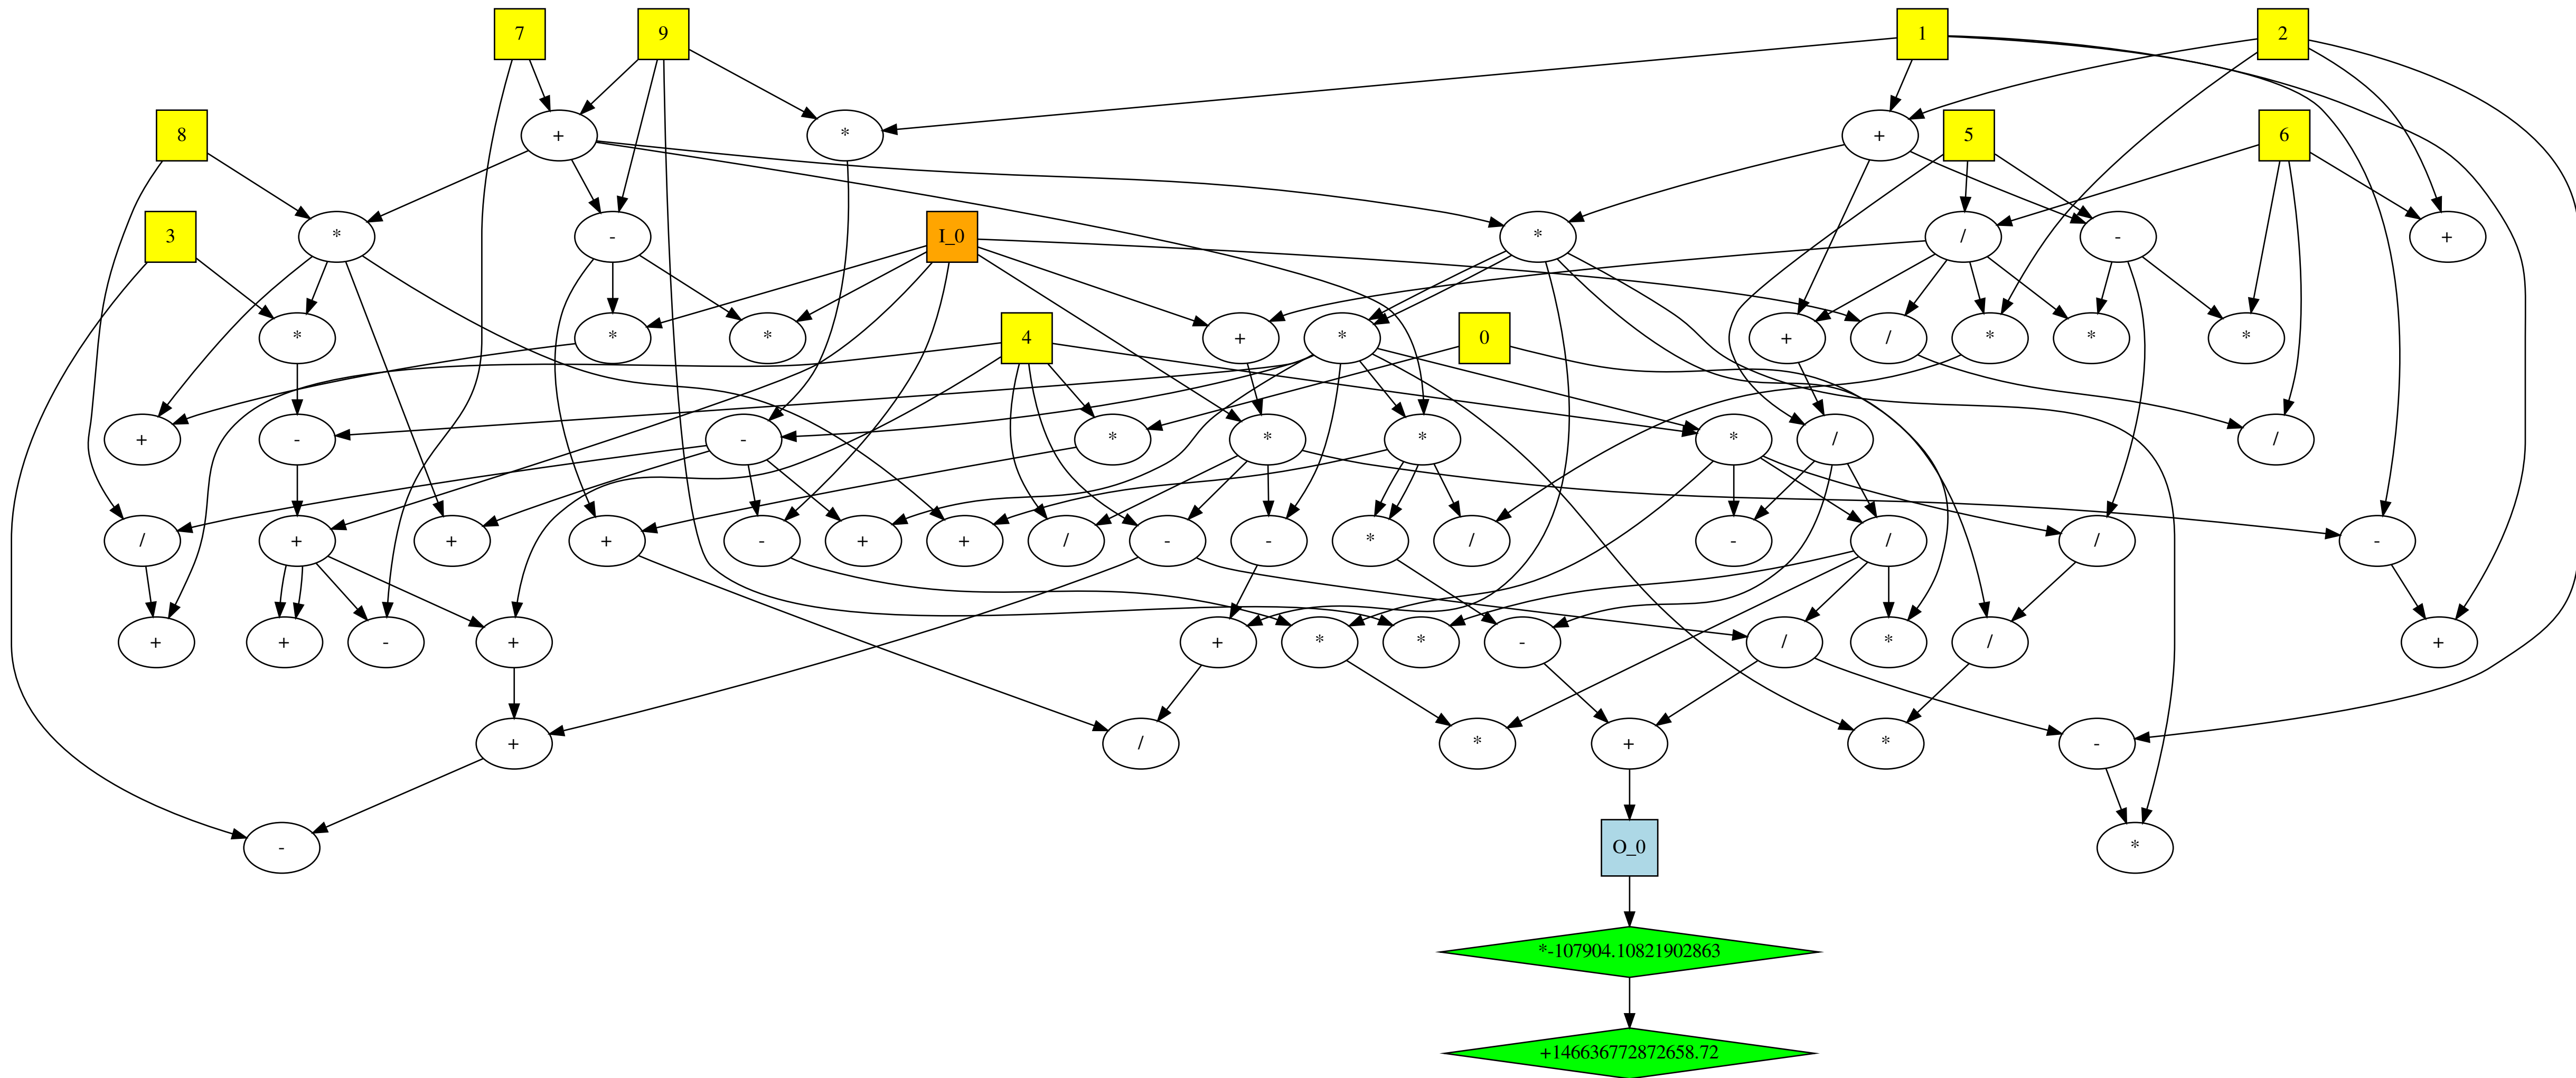 7 9 1 2
8 + * + 5 6
3 * - I_0 * / - +
* * * 4 + * 0 + / * * *
+ - - * * * * / /
/ + + + - + + / - - * / - / / -
+ + - + + * * - / * / +
+ / * + * -
- O_0 *
*-107904.10821902863
+146636772872658.72